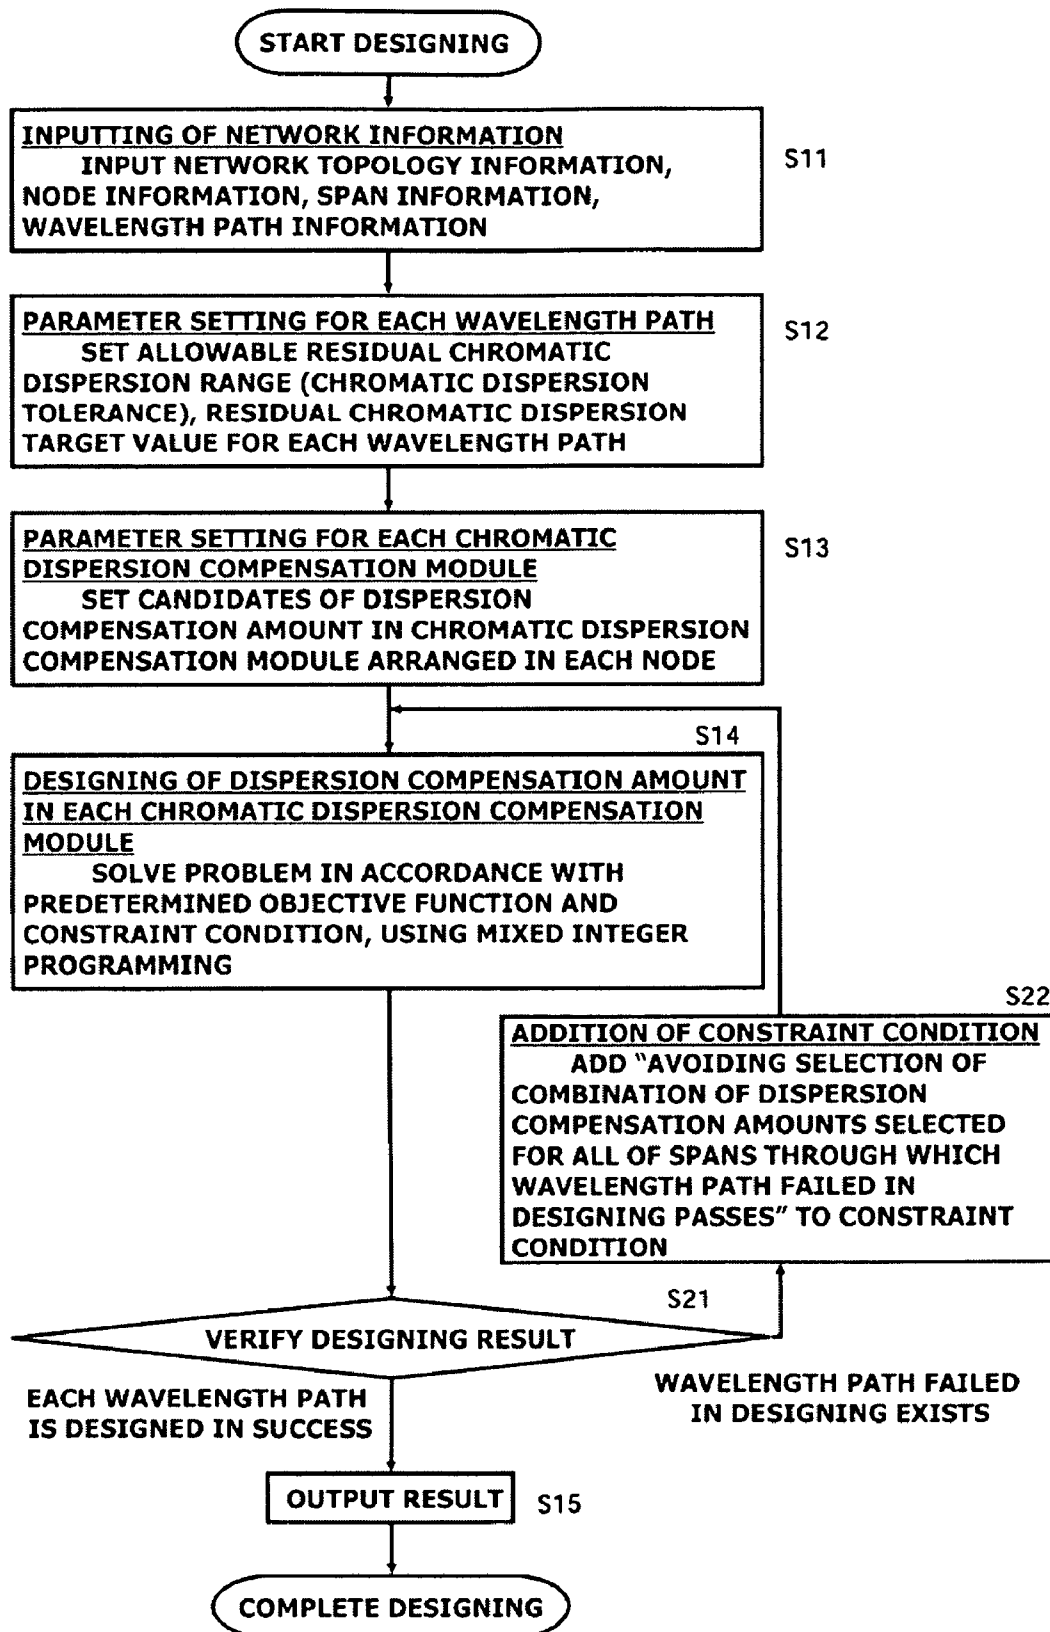 START DESIGNING
INPUTTING OF NETWORK INFORMATION
INPUT NETWORK TOPOLOGY INFORMATION,
NODE INFORMATION, SPAN INFORMATION,
WAVELENGTH PATH INFORMATION
S11
PARAMETER SETTING FOR EACH WAVELENGTH PATH
SET ALLOWABLE RESIDUAL CHROMATIC
DISPERSION RANGE (CHROMATIC DISPERSION
TOLERANCE), RESIDUAL CHROMATIC DISPERSION
TARGET VALUE FOR EACH WAVELENGTH PATH
S12
PARAMETER SETTING FOR EACH CHROMATIC
DISPERSION COMPENSATION MODULE
SET CANDIDATES OF DISPERSION
COMPENSATION AMOUNT IN CHROMATIC DISPERSION
COMPENSATION MODULE ARRANGED IN EACH NODE
S13
S14
DESIGNING OF DISPERSION COMPENSATION AMOUNT
IN EACH CHROMATIC DISPERSION COMPENSATION
MODULE
SOLVE PROBLEM IN ACCORDANCE WITH
PREDETERMINED OBJECTIVE FUNCTION AND
CONSTRAINT CONDITION, USING MIXED INTEGER
PROGRAMMING
S22
ADDITION OF CONSTRAINT CONDITION
ADD “AVOIDING SELECTION OF
COMBINATION OF DISPERSION
COMPENSATION AMOUNTS SELECTED
FOR ALL OF SPANS THROUGH WHICH
WAVELENGTH PATH FAILED IN
DESIGNING PASSES” TO CONSTRAINT
CONDITION
S21
VERIFY DESIGNING RESULT
EACH WAVELENGTH PATH
IS DESIGNED IN SUCCESS
WAVELENGTH PATH FAILED
IN DESIGNING EXISTS
OUTPUT RESULT
S15
COMPLETE DESIGNING